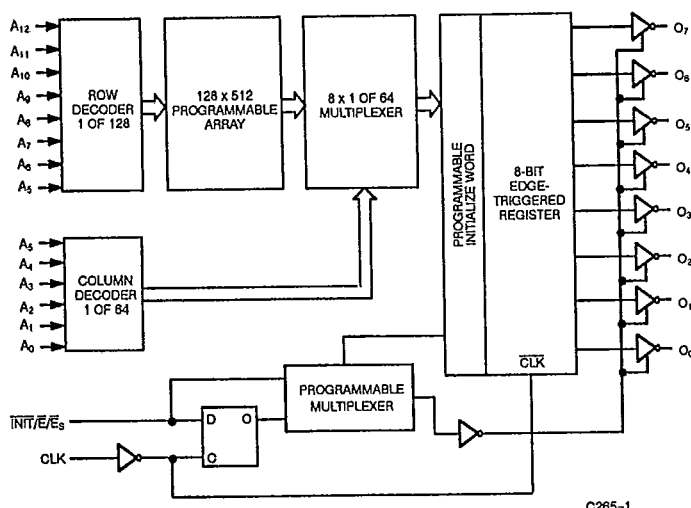 A12
A11
A10
A9
A8
A7
A6
A5
ROW
DECODER
1 OF 128
128 x 512
PROGRAMMABLE
ARRAY
8 x 1 OF 64
MULTIPLEXER
PROGRAMMABLE
INITIALIZE WORD
8-BIT
EDGE-
TRIGGERED
REGISTER
CLK
O7
O6
O5
O4
O3
O2
O1
O0
A5
A4
A3
A2
A1
A0
COLUMN
DECODER
1 OF 64
PROGRAMMABLE
MULTIPLEXER
INIT/E/ES
D
O
C
CLK
C265-1